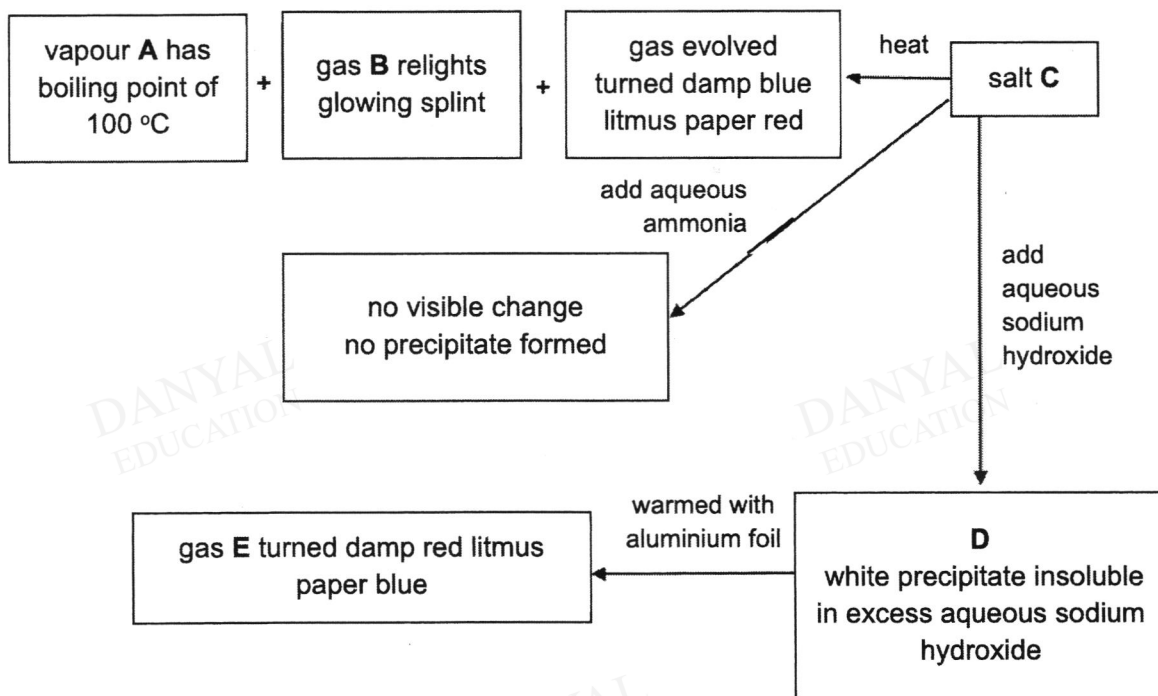 vapour A has
boiling point of
100 °C
+
gas B relights
glowing splint
+
gas evolved
turned damp blue
litmus paper red
heat
salt C
add aqueous
ammonia
no visible change
no precipitate formed
add
aqueous
sodium
hydroxide
DANYAL
EDUCATION
DANYAL
EDUCATION
warmed with
aluminium foil
gas E turned damp red litmus
paper blue
D
white precipitate insoluble
in excess aqueous sodium
hydroxide